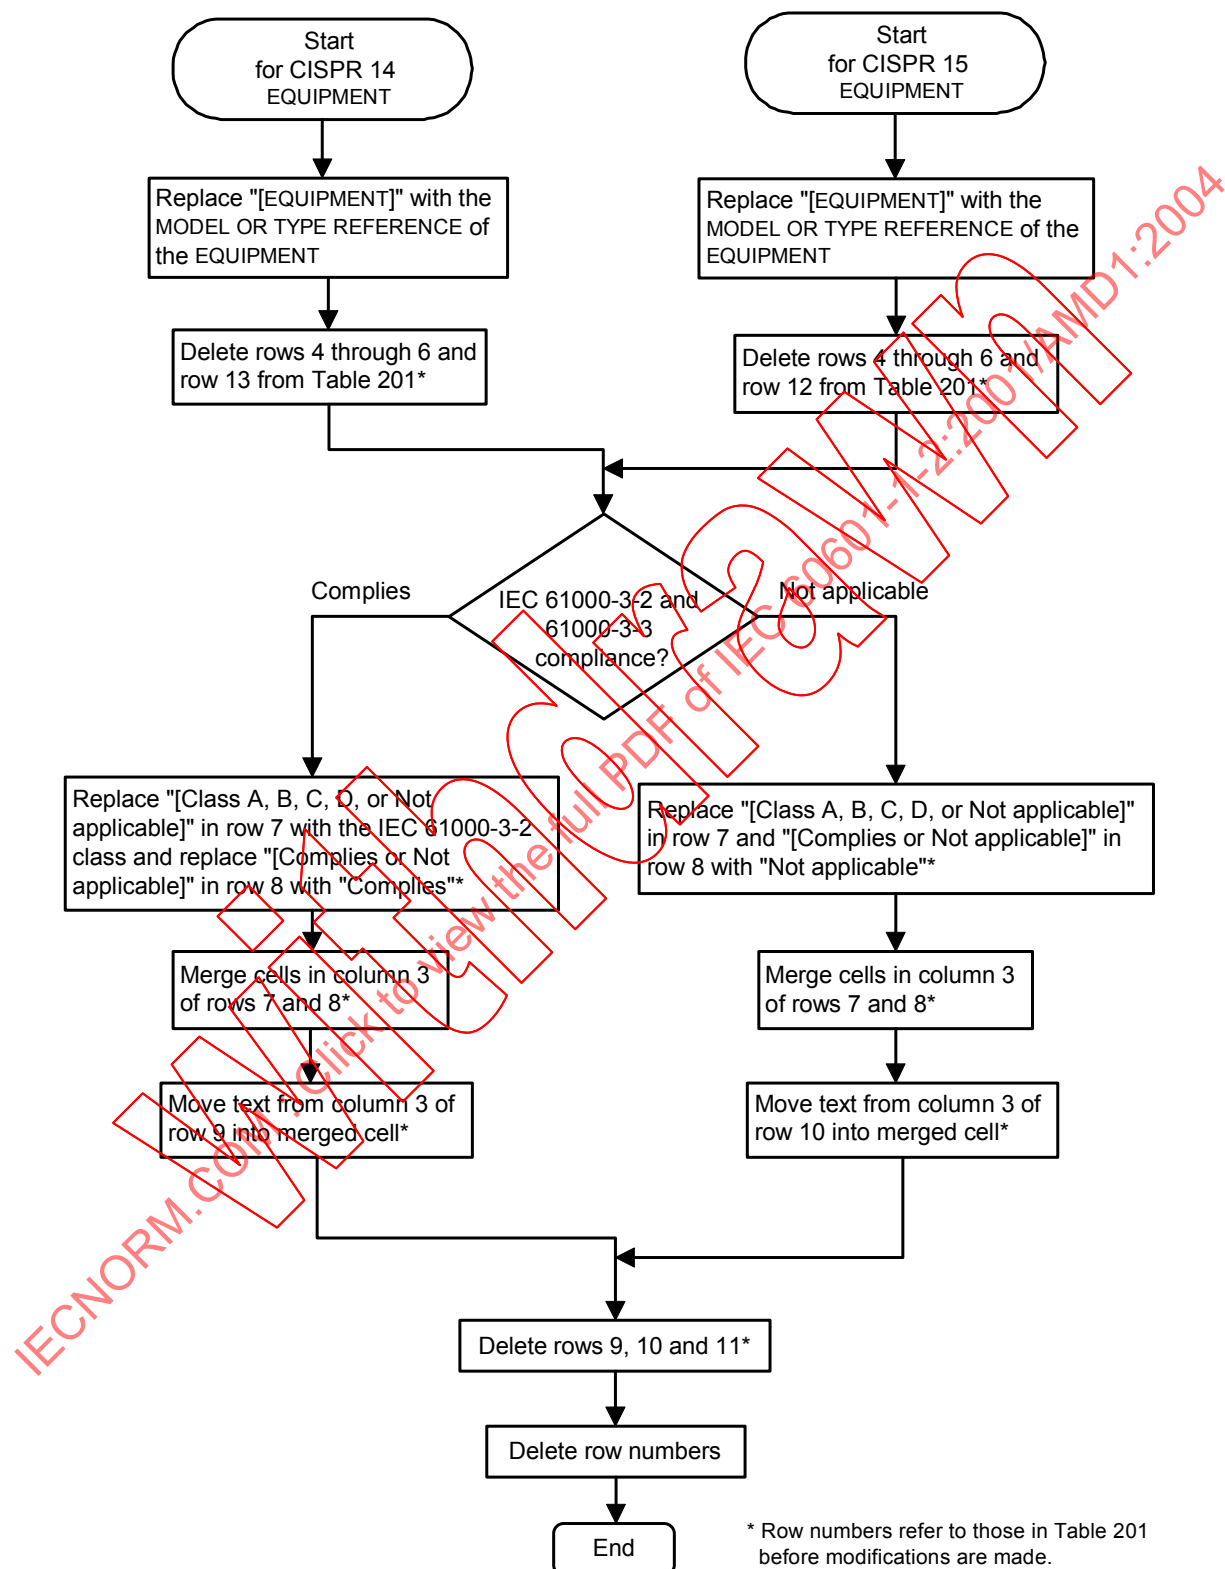 Start
for CISPR 14
EQUIPMENT
Start
for CISPR 15
EQUIPMENT
Replace "[EQUIPMENT]" with the
MODEL OR TYPE REFERENCE of
the EQUIPMENT
Replace "[EQUIPMENT]" with the
MODEL OR TYPE REFERENCE of the
EQUIPMENT
Delete rows 4 through 6 and
row 13 from Table 201*
Delete rows 4 through 6 and
row 12 from Table 201*
IEC 61000-3-2 and
61000-3-3
compliance?
Complies
Not applicable
Replace "[Class A, B, C, D, or Not
applicable]" in row 7 with the IEC 61000-3-2
class and replace "[Complies or Not
applicable]" in row 8 with "Complies"*
Replace "[Class A, B, C, D, or Not applicable]"
in row 7 and "[Complies or Not applicable]" in
row 8 with "Not applicable"*
Merge cells in column 3
of rows 7 and 8*
Merge cells in column 3
of rows 7 and 8*
Move text from column 3 of
row 9 into merged cell*
Move text from column 3 of
row 10 into merged cell*
Delete rows 9, 10 and 11*
Delete row numbers
End
* Row numbers refer to those in Table 201
before modifications are made.
IECNORM.COM : Click to view the full PDF of IEC 60601-1-2:2001/AMD1:2004
Withdrawn